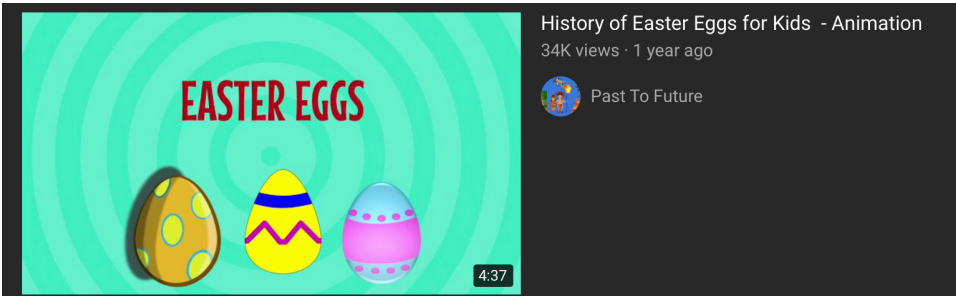 EASTER EGGS
4:37
History of Easter Eggs for Kids - Animation
34K views · 1 year ago
Past To Future